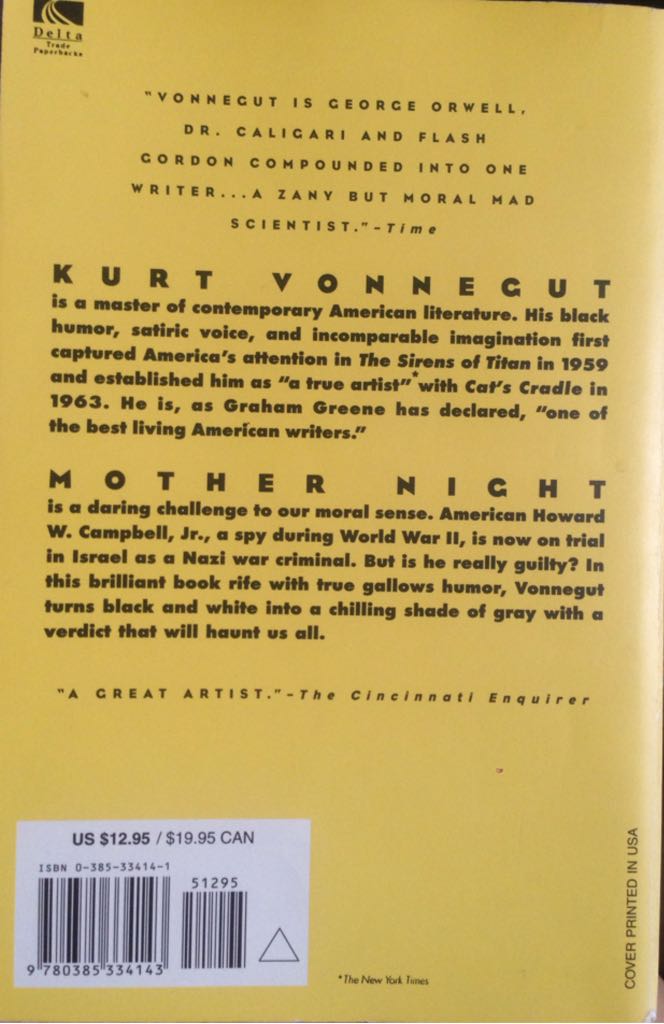 Delta
Trade
Paperbacks
"VONNEGUT IS GEORGE ORWELL,
DR. CALIGARI AND FLASH
GORDON COMPOUNDED INTO ONE
WRITER...A ZANY BUT MORAL MAD
SCIENTIST."–Time
KURT VONNEGUT
is a master of contemporary American literature. His black
humor, satiric voice, and incomparable imagination first
captured America's attention in The Sirens of Titan in 1959
and established him as "a true artist"* with Cat's Cradle in
1963. He is, as Graham Greene has declared, "one of
the best living American writers."
MOTHER NIGHT
is a daring challenge to our moral sense. American Howard
W. Campbell, Jr., a spy during World War II, is now on trial
in Israel as a Nazi war criminal. But is he really guilty? In
this brilliant book rife with true gallows humor, Vonnegut
turns black and white into a chilling shade of gray with a
verdict that will haunt us all.
"A GREAT ARTIST."–The Cincinnati Enquirer
US $12.95 / $19.95 CAN
ISBN 0-385-33414-1
51295
9 780385 334143
*The New York Times
COVER PRINTED IN USA